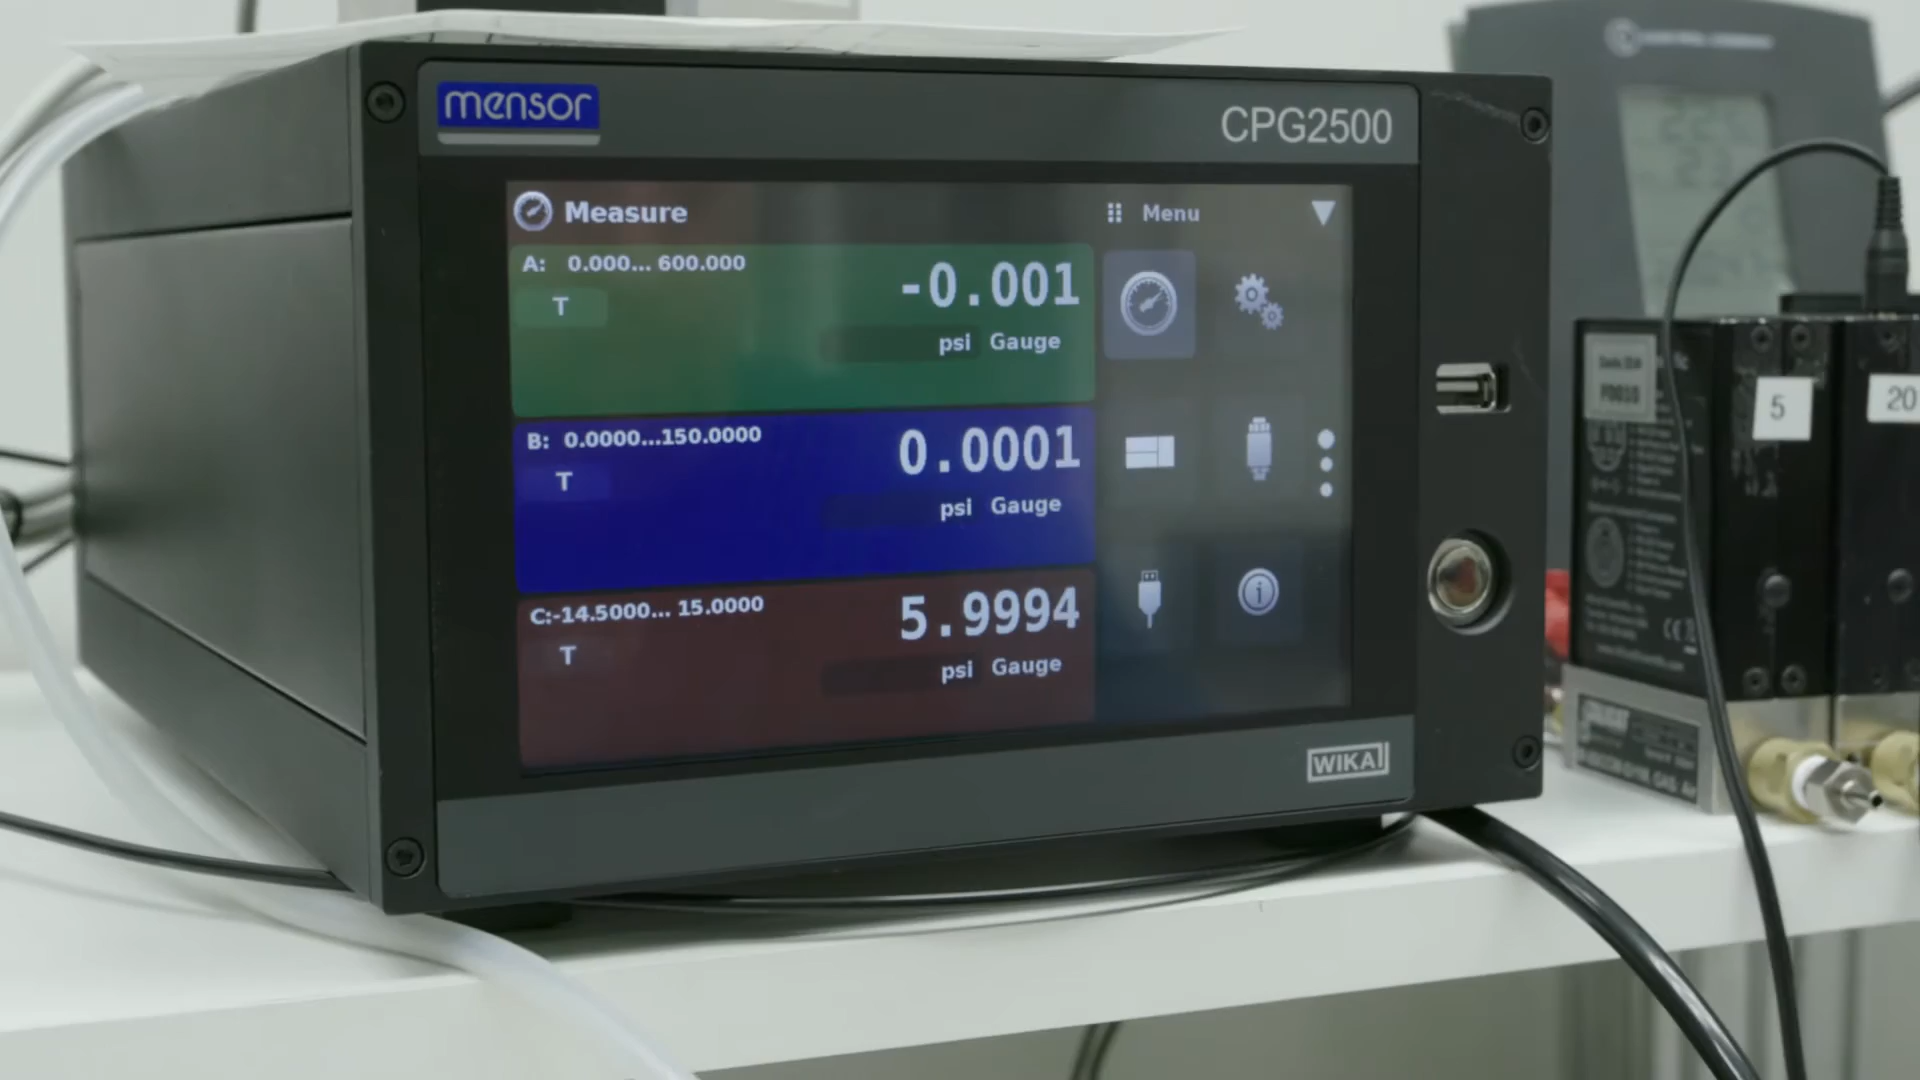 mensor
CPG2500
Measure
Menu
A: 0.000... 600.000
-0.001
T
psi Gauge
B: 0.0000...150.0000
0.0001
T
psi Gauge
C:-14.5000... 15.0000
5.9994
T
psi Gauge
WIKA
5
20